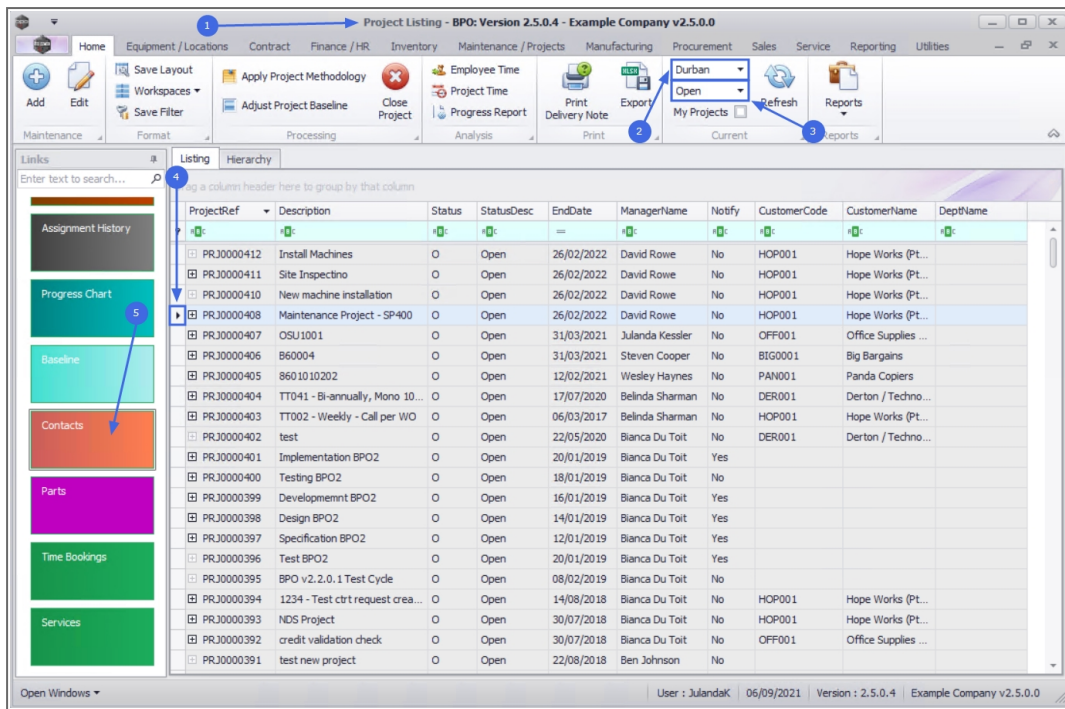 1
Project Listing - BPO: Version 2.5.0.4 - Example Company v2.5.0.0
Home Equipment / Locations Contract Finance / HR Inventory Maintenance / Projects Manufacturing Procurement Sales Service Reporting Utilities
Add
Edit
Maintenance
Save Layout
Workspaces
Save Filter
Format
Apply Project Methodology
Adjust Project Baseline
Close Project
Processing
Employee Time
Project Time
Progress Report
Analysis
Print Delivery Note
Export
Print
2
Durban
Open
My Projects
Refresh
Current
3
Reports
Reports
Links
Enter text to search...
4
Assignment History
Progress Chart
5
Baseline
Contacts
Parts
Time Bookings
Services
Listing Hierarchy
ag a column header here to group by that column
ProjectRef Description Status StatusDesc EndDate ManagerName Notify CustomerCode CustomerName DeptName
PRJ0000412 Install Machines O Open 26/02/2022 David Rowe No HOP001 Hope Works (Pt...
PRJ0000411 Site Inspectino O Open 26/02/2022 David Rowe No HOP001 Hope Works (Pt...
PRJ0000410 New machine installation O Open 26/02/2022 David Rowe No HOP001 Hope Works (Pt...
PRJ0000408 Maintenance Project - SP400 O Open 26/02/2022 David Rowe No HOP001 Hope Works (Pt...
PRJ0000407 OSU1001 O Open 31/03/2021 Julanda Kessler No OFF001 Office Supplies ...
PRJ0000406 B60004 O Open 31/03/2021 Steven Cooper No BIG0001 Big Bargains
PRJ0000405 8601010202 O Open 12/02/2021 Wesley Haynes No PAN001 Panda Copiers
PRJ0000404 TT041 - Bi-annually, Mono 10... O Open 17/07/2020 Belinda Sharman No DER001 Derton / Techno...
PRJ0000403 TT002 - Weekly - Call per WO O Open 06/03/2017 Belinda Sharman No HOP001 Hope Works (Pt...
PRJ0000402 test O Open 22/05/2020 Bianca Du Toit No DER001 Derton / Techno...
PRJ0000401 Implementation BPO2 O Open 20/01/2019 Bianca Du Toit Yes
PRJ0000400 Testing BPO2 O Open 18/01/2019 Bianca Du Toit No
PRJ0000399 Developmemnt BPO2 O Open 16/01/2019 Bianca Du Toit Yes
PRJ0000398 Design BPO2 O Open 14/01/2019 Bianca Du Toit Yes
PRJ0000397 Specification BPO2 O Open 12/01/2019 Bianca Du Toit Yes
PRJ0000396 Test BPO2 O Open 20/01/2019 Bianca Du Toit Yes
PRJ0000395 BPO v2.2.0.1 Test Cycle O Open 08/02/2019 Bianca Du Toit No
PRJ0000394 1234 - Test ctrt request crea... O Open 14/08/2018 Bianca Du Toit No HOP001 Hope Works (Pt...
PRJ0000393 NDS Project O Open 30/07/2018 Bianca Du Toit No HOP001 Hope Works (Pt...
PRJ0000392 credit validation check O Open 30/07/2018 Bianca Du Toit No OFF001 Office Supplies ...
PRJ0000391 test new project O Open 22/08/2018 Ben Johnson No
Open Windows User : JulandaK 06/09/2021 Version : 2.5.0.4 Example Company v2.5.0.0